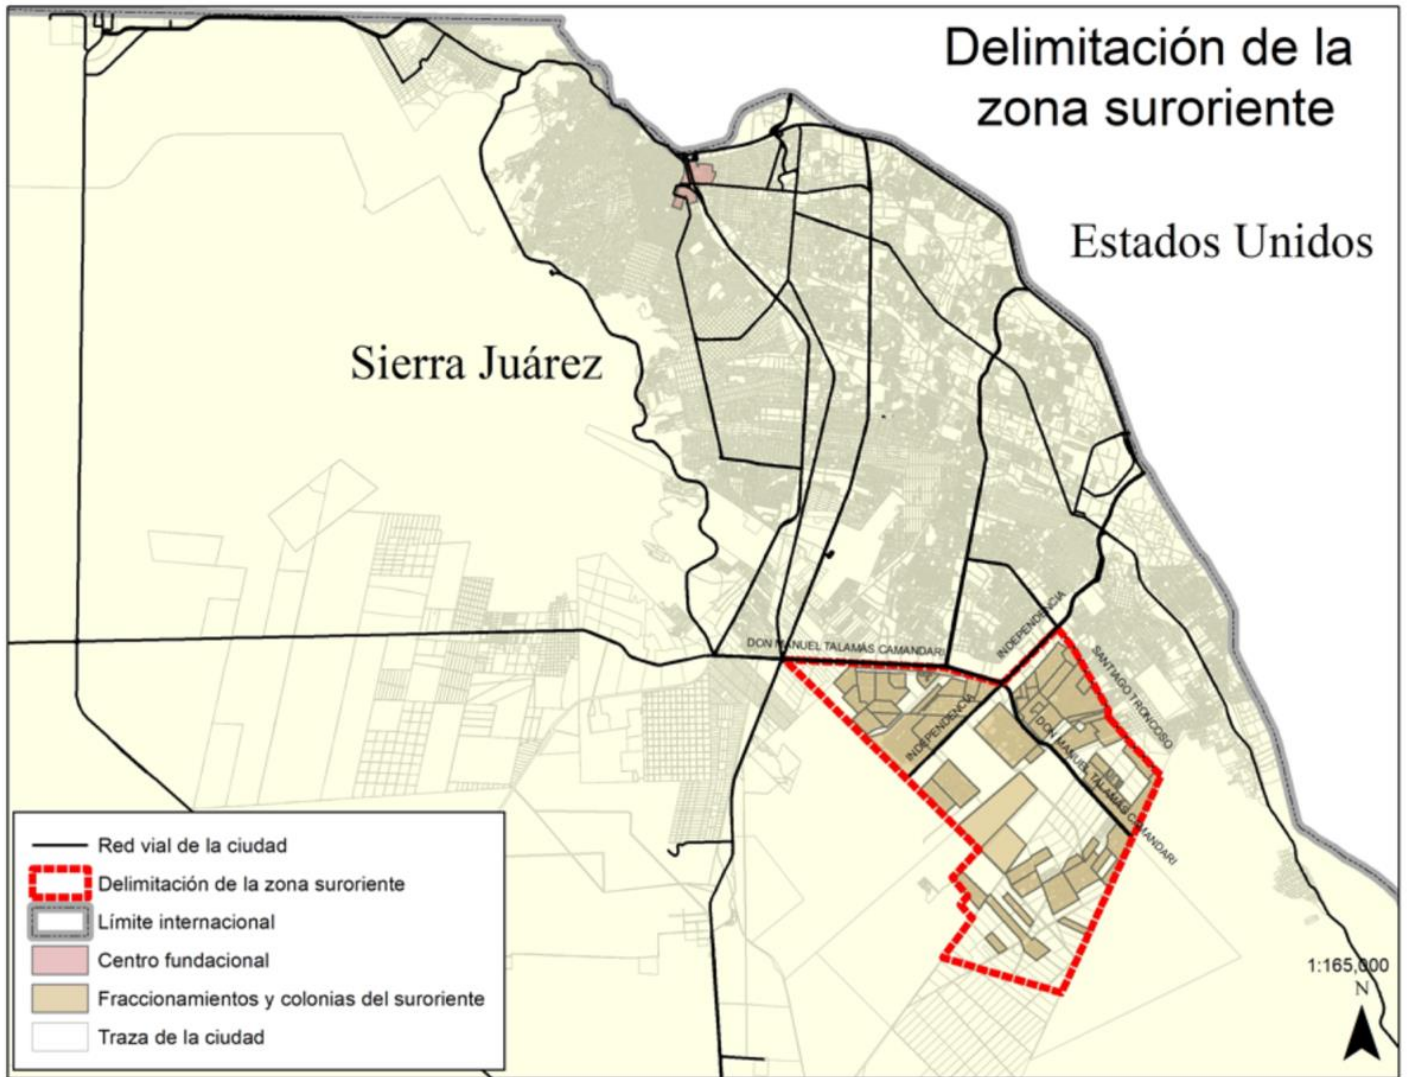 Delimitación de la
zona suroriente
Estados Unidos
Sierra Juárez
DON MANUEL TALAMÁS CAMANDARI
INDEPENDENCIA
SANTIAGO TRONCOSO
INDEPENDENCIA
DON MANUEL TALAMÁS CAMANDARI
Red vial de la ciudad
Delimitación de la zona suroriente
Límite internacional
Centro fundacional
Fraccionamientos y colonias del suroriente
Traza de la ciudad
1:165,000
N